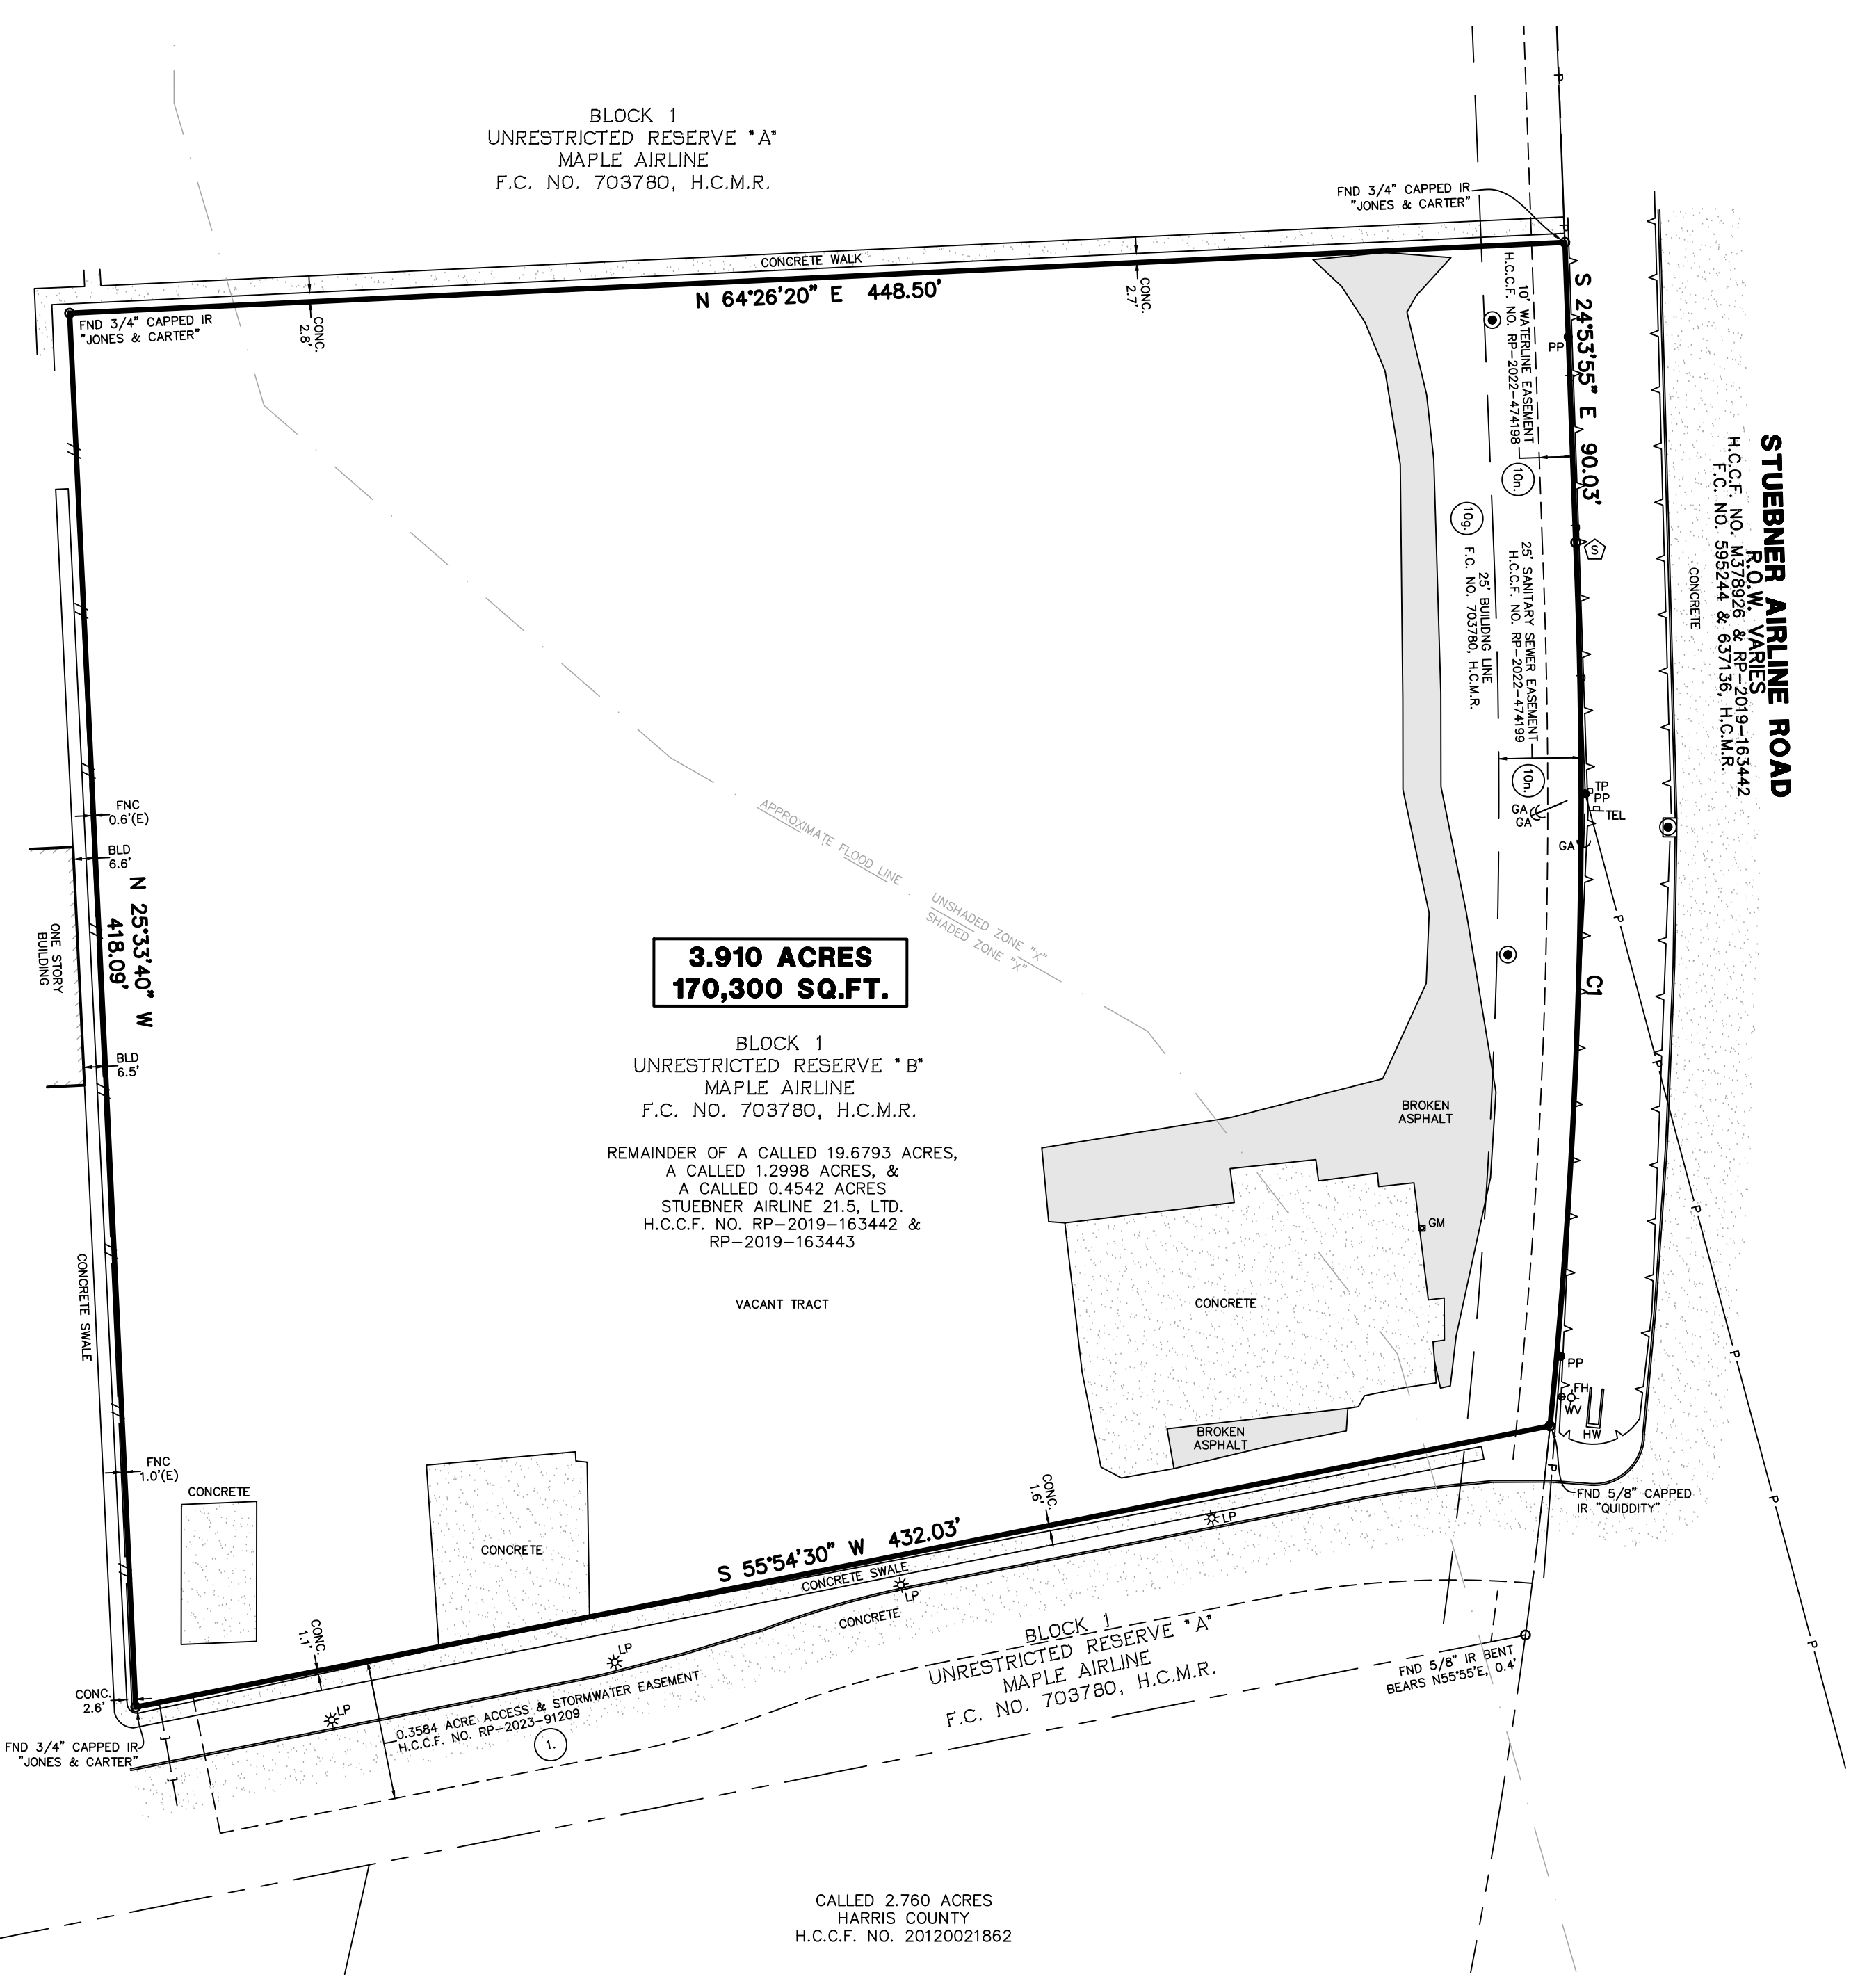 BLOCK 1
UNRESTRICTED RESERVE "A"
MAPLE AIRLINE
F.C. NO. 703780, H.C.M.R.
FND 3/4" CAPPED IR
"JONES & CARTER"
P
P
CONCRETE WALK
N 64°26'20" E 448.50'
CONC.
2.8'
CONC.
2.7'
FND 3/4" CAPPED IR
"JONES & CARTER"
S 24°53'55" E 90.03'
PP
10' WATERLINE EASEMENT
H.C.C.F. NO. RP-2022-474198
10n.
10g.
25' BUILIDNG LINE
F.C. NO. 703780, H.C.M.R.
25' SANITARY SEWER EASEMENT
H.C.C.F. NO. RP-2022-474199
10n.
P
S
P
STUEBNER AIRLINE ROAD
R.O.W. VARIES
H.C.C.F. NO. M378926 & RP-2019-163442
F.C. NO. 595244 & 637136, H.C.M.R.
CONCRETE
TP
PP
TEL
GA
GA
GA
P
C1
P
P
P
P
P
FNC
0.6'(E)
BLD
6.6'
N 25°33'40" W
418.09'
ONE STORY
BUILDING
BLD
6.5'
APPROXIMATE FLOOD LINE
UNSHADED ZONE "X"
SHADED ZONE "X"
3.910 ACRES
170,300 SQ.FT.
BLOCK 1
UNRESTRICTED RESERVE "B"
MAPLE AIRLINE
F.C. NO. 703780, H.C.M.R.
REMAINDER OF A CALLED 19.6793 ACRES,
A CALLED 1.2998 ACRES, &
A CALLED 0.4542 ACRES
STUEBNER AIRLINE 21.5, LTD.
H.C.C.F. NO. RP-2019-163442 &
RP-2019-163443
VACANT TRACT
BROKEN
ASPHALT
GM
CONCRETE
BROKEN
ASPHALT
CONCRETE SWALE
FNC
1.0'(E)
CONCRETE
CONCRETE
PP
FH
WV
HW
P
FND 5/8" CAPPED
IR "QUIDDITY"
CONC.
1.6'
LP
S 55°54'30" W 432.03'
CONCRETE SWALE
LP
CONCRETE
CONC.
1.1'
LP
LP
CONC.
2.6'
FND 3/4" CAPPED IR
"JONES & CARTER"
0.3584 ACRE ACCESS & STORMWATER EASEMENT
H.C.C.F. NO. RP-2023-91209
1.
BLOCK 1
UNRESTRICTED RESERVE "A"
MAPLE AIRLINE
F.C. NO. 703780, H.C.M.R.
FND 5/8" IR BENT
BEARS N55°55'E, 0.4'
CALLED 2.760 ACRES
HARRIS COUNTY
H.C.C.F. NO. 20120021862